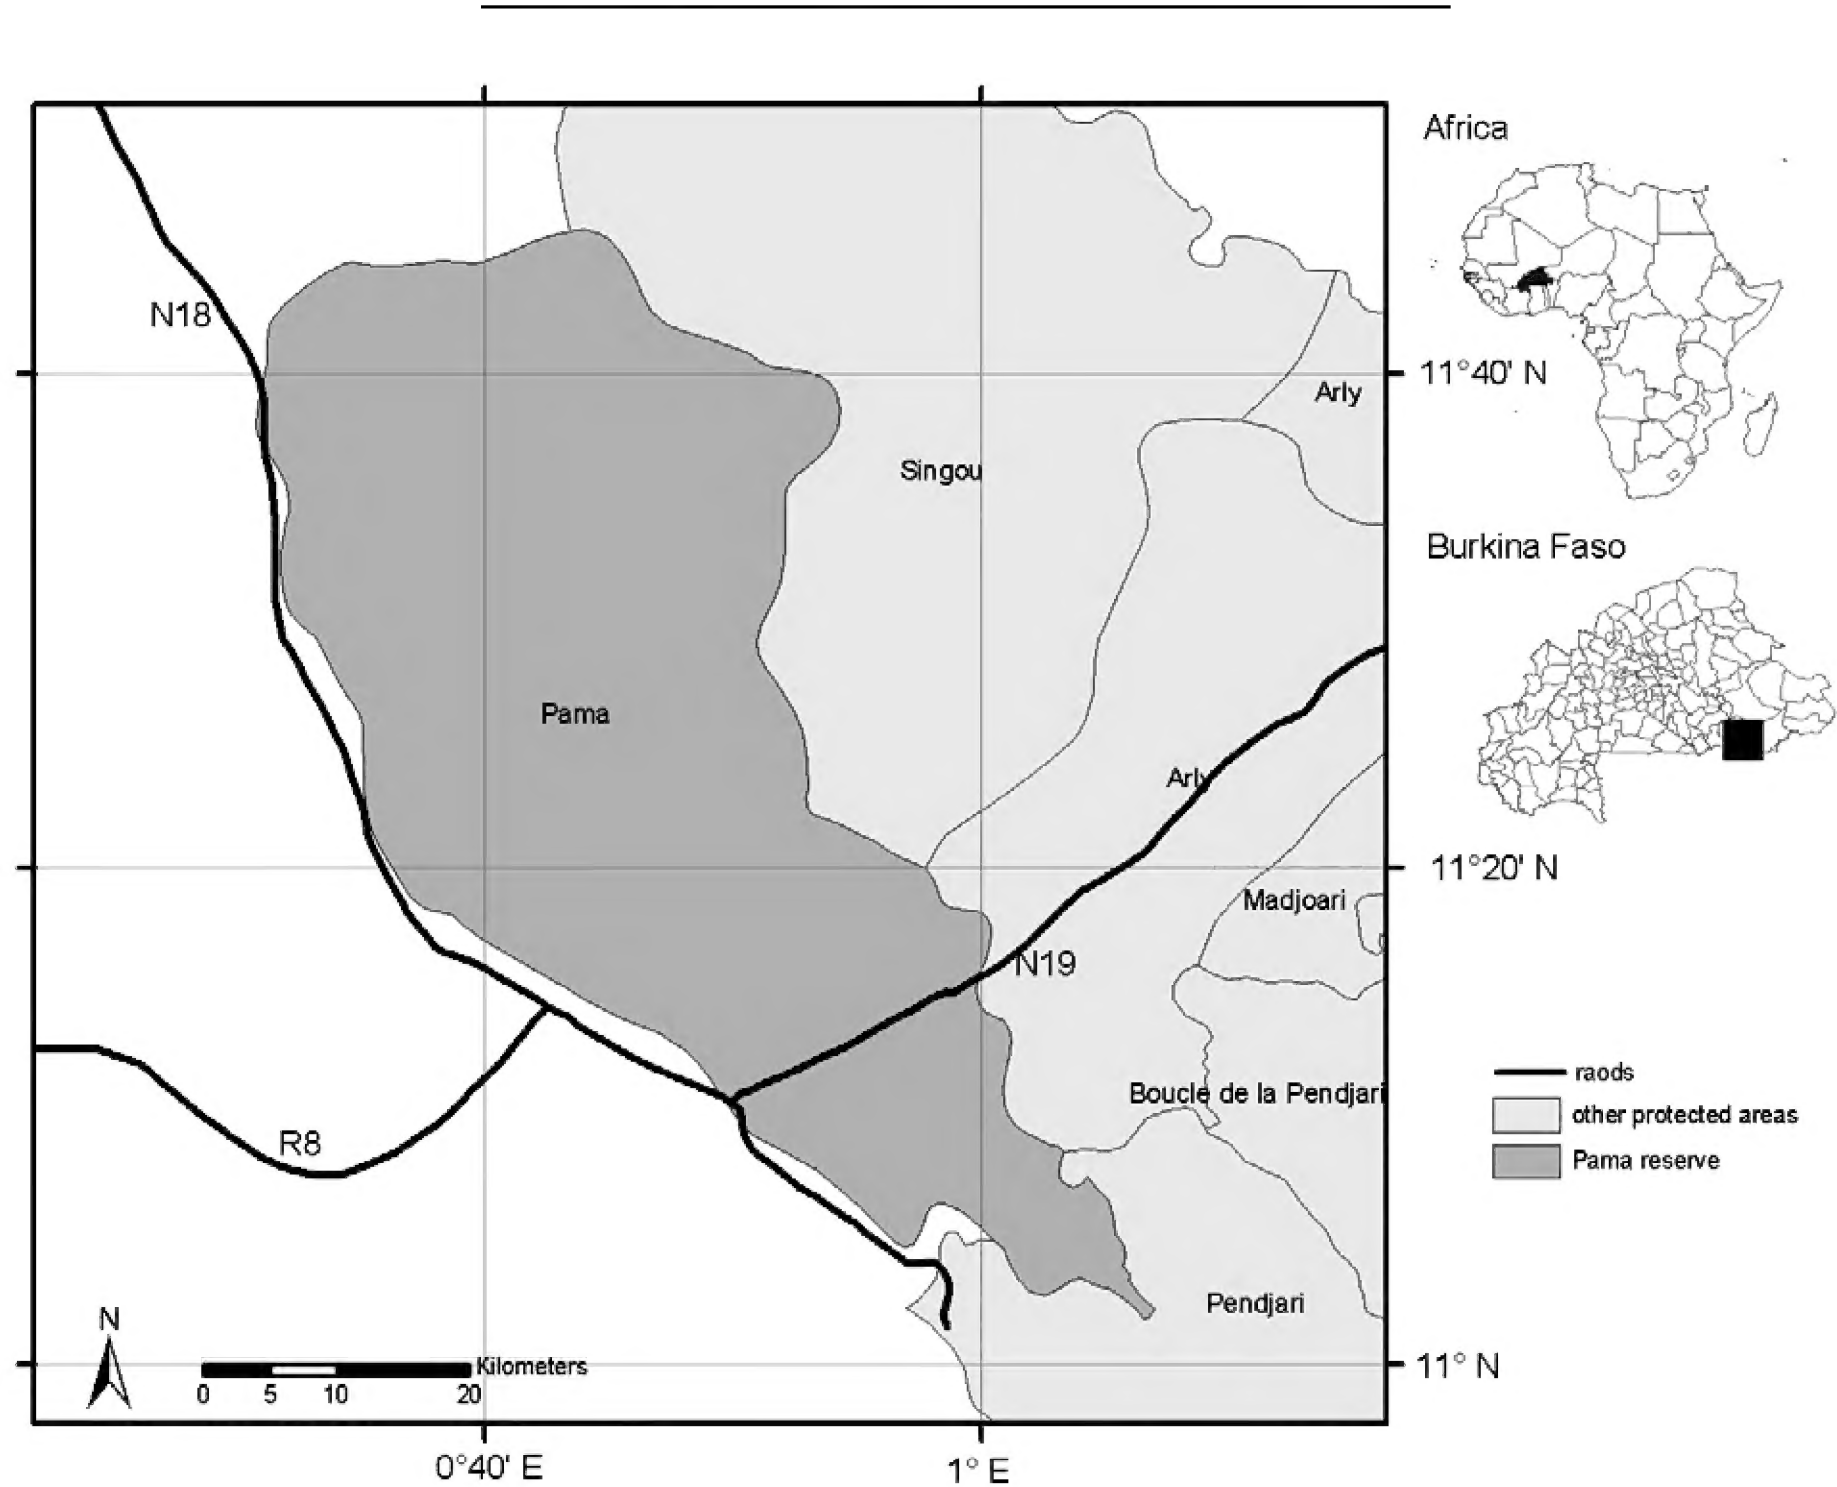 Africa
N18
11°40' N
Arly
Singou
Burkina Faso
Pama
Arly
11°20' N
Madjoari
N19
raods
Boucle de la Pendjari
other protected areas
R8
Pama reserve
Pendjari
N
Kilometers
0 5 10 20
11° N
0°40' E
1° E